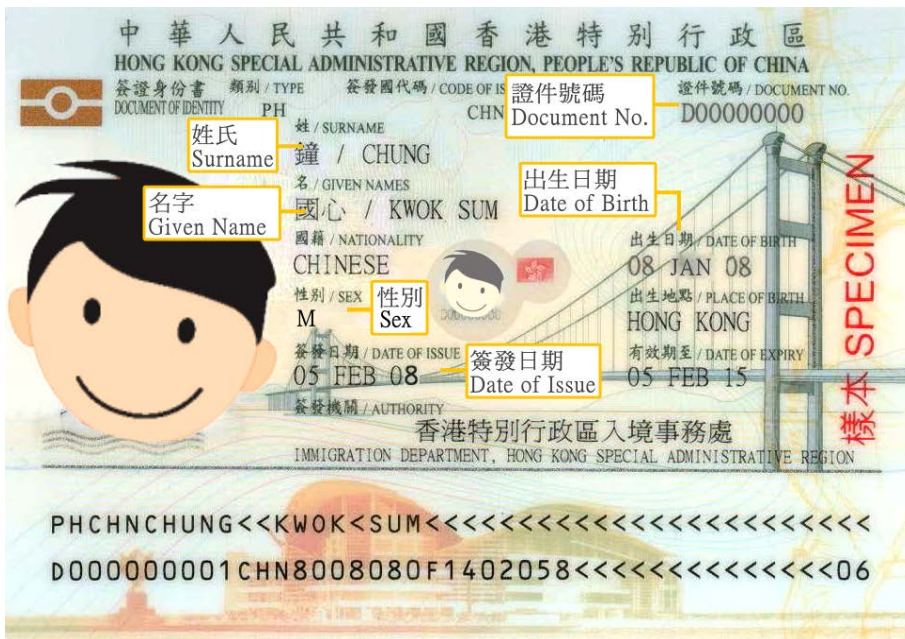 中華人民共和國香港特別行政區
HONG KONG SPECIAL ADMINISTRATIVE REGION, PEOPLE'S REPUBLIC OF CHINA
簽證身份書 類別 / TYPE 簽發國代碼 / CODE OF IS 證件號碼 證件號碼 / DOCUMENT NO.
DOCUMENT OF IDENTITY PH CHN Document No. D00000000
姓氏 姓 / SURNAME
Surname 鐘 / CHUNG
名 / GIVEN NAMES 出生日期
名字 國心 / KWOK SUM Date of Birth
Given Name
國籍 / NATIONALITY 出生日期 / DATE OF BIRTH
CHINESE 08 JAN 08
性別 / SEX 性別 出生地點 / PLACE OF BIRTH
M Sex HONG KONG
簽發日期 / DATE OF ISSUE 簽發日期 有效期至 / DATE OF EXPIRY
05 FEB 08 Date of Issue 05 FEB 15
簽發機關 / AUTHORITY
香港特別行政區入境事務處
IMMIGRATION DEPARTMENT, HONG KONG SPECIAL ADMINISTRATIVE REGION
樣本 SPECIMEN
PHCHNCHUNG<<KWOK<SUM<<<<<<<<<<<<<<<<<<<<<<<<
D000000001CHN8008080F1402058<<<<<<<<<<<<<<06